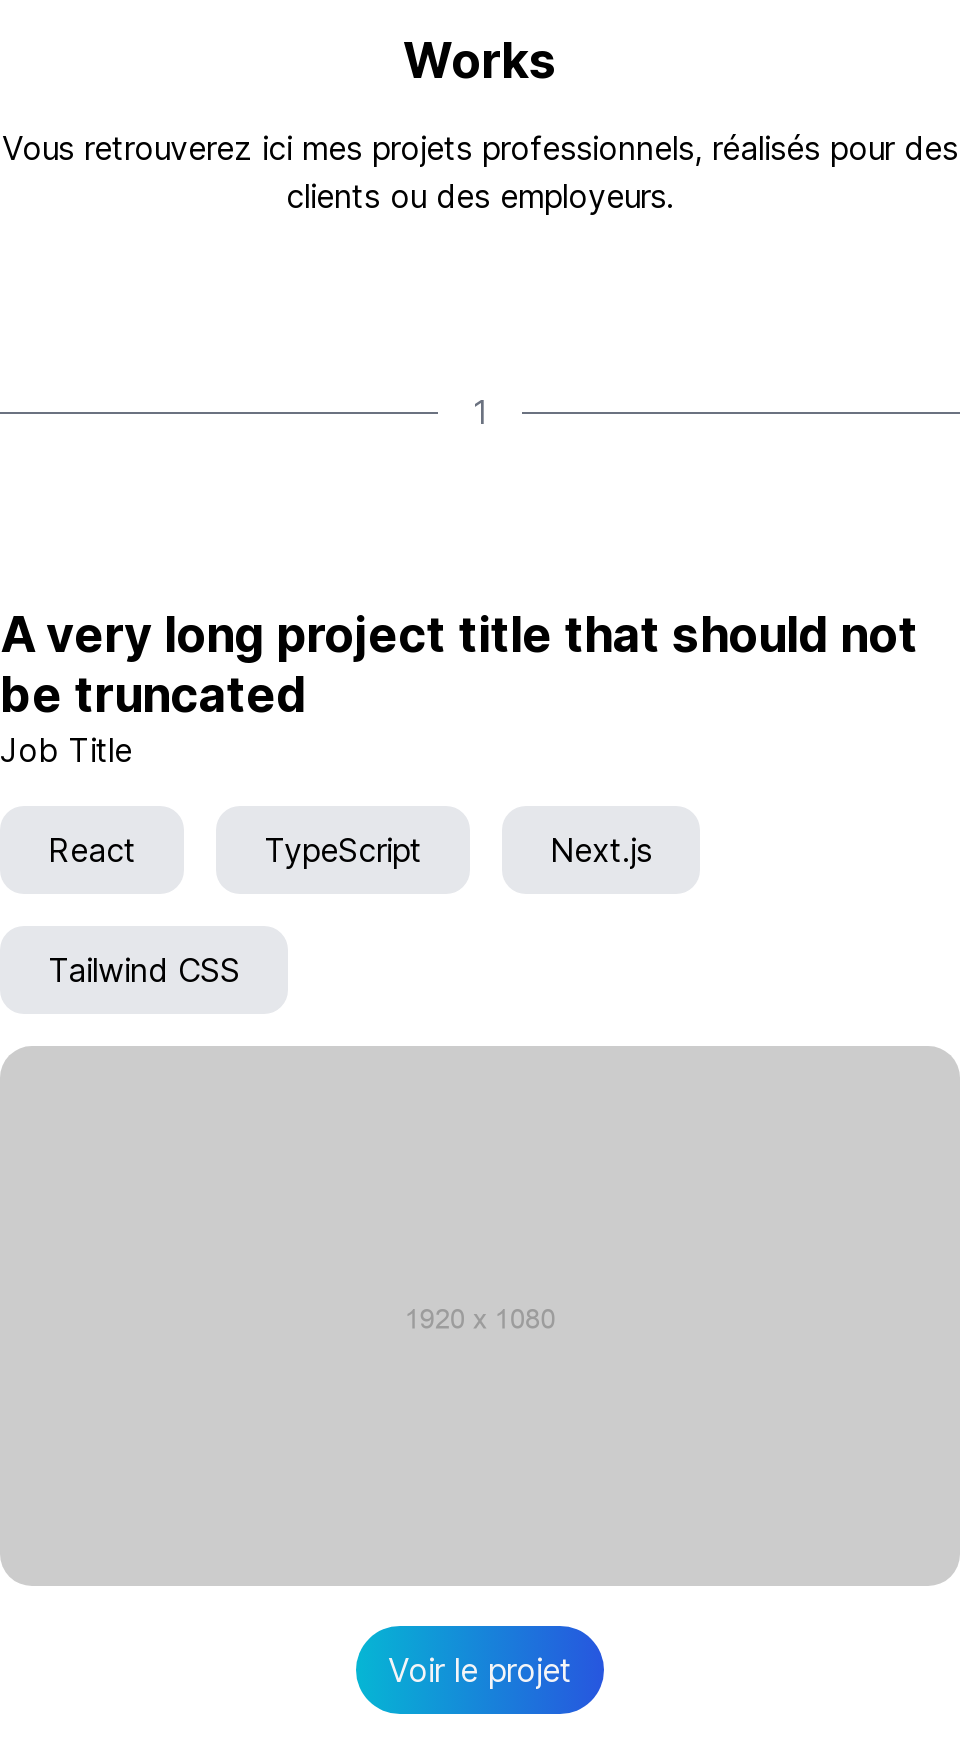 Works
Vous retrouverez ici mes projets professionnels, réalisés pour des
clients ou des employeurs.
1
A very long project title that should not
be truncated
Job Title
React
TypeScript
Next.js
Tailwind CSS
1920 x 1080
Voir le projet